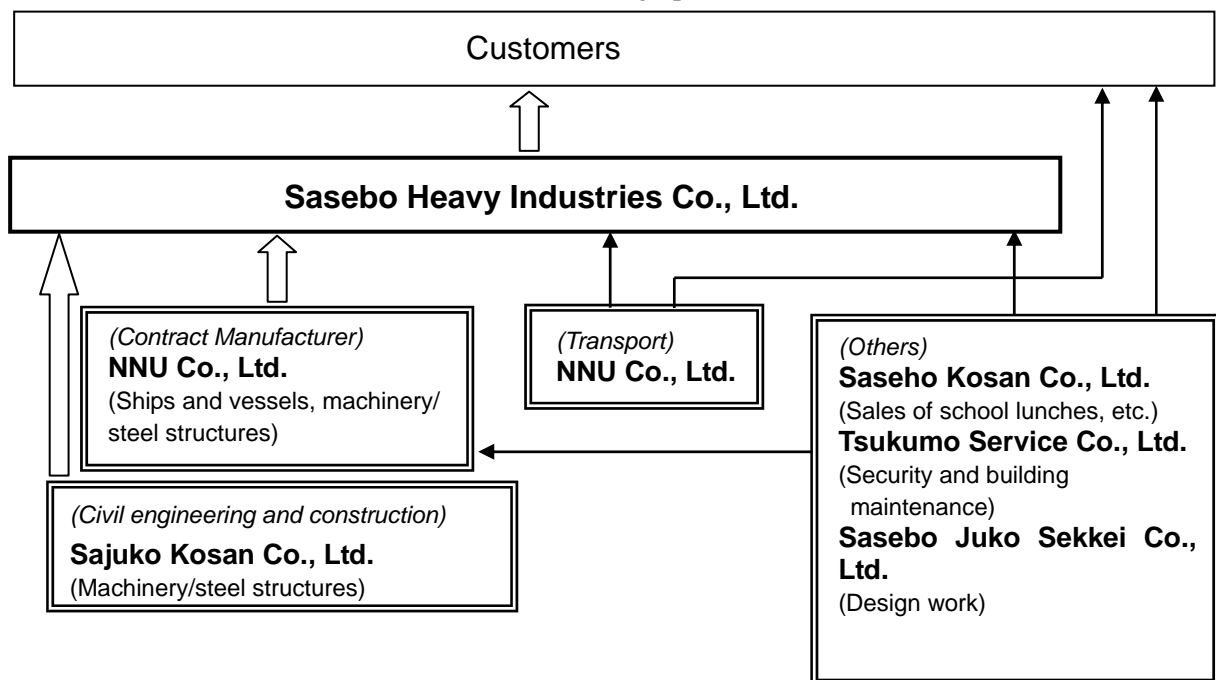 Customers
Sasebo Heavy Industries Co., Ltd.
(Contract Manufacturer)
NNU Co., Ltd.
(Ships and vessels, machinery/
steel structures)
(Civil engineering and construction)
Sajuko Kosan Co., Ltd.
(Machinery/steel structures)
(Transport)
NNU Co., Ltd.
(Others)
Saseho Kosan Co., Ltd.
(Sales of school lunches, etc.)
Tsukumo Service Co., Ltd.
(Security and building
maintenance)
Sasebo Juko Sekkei Co.,
Ltd.
(Design work)